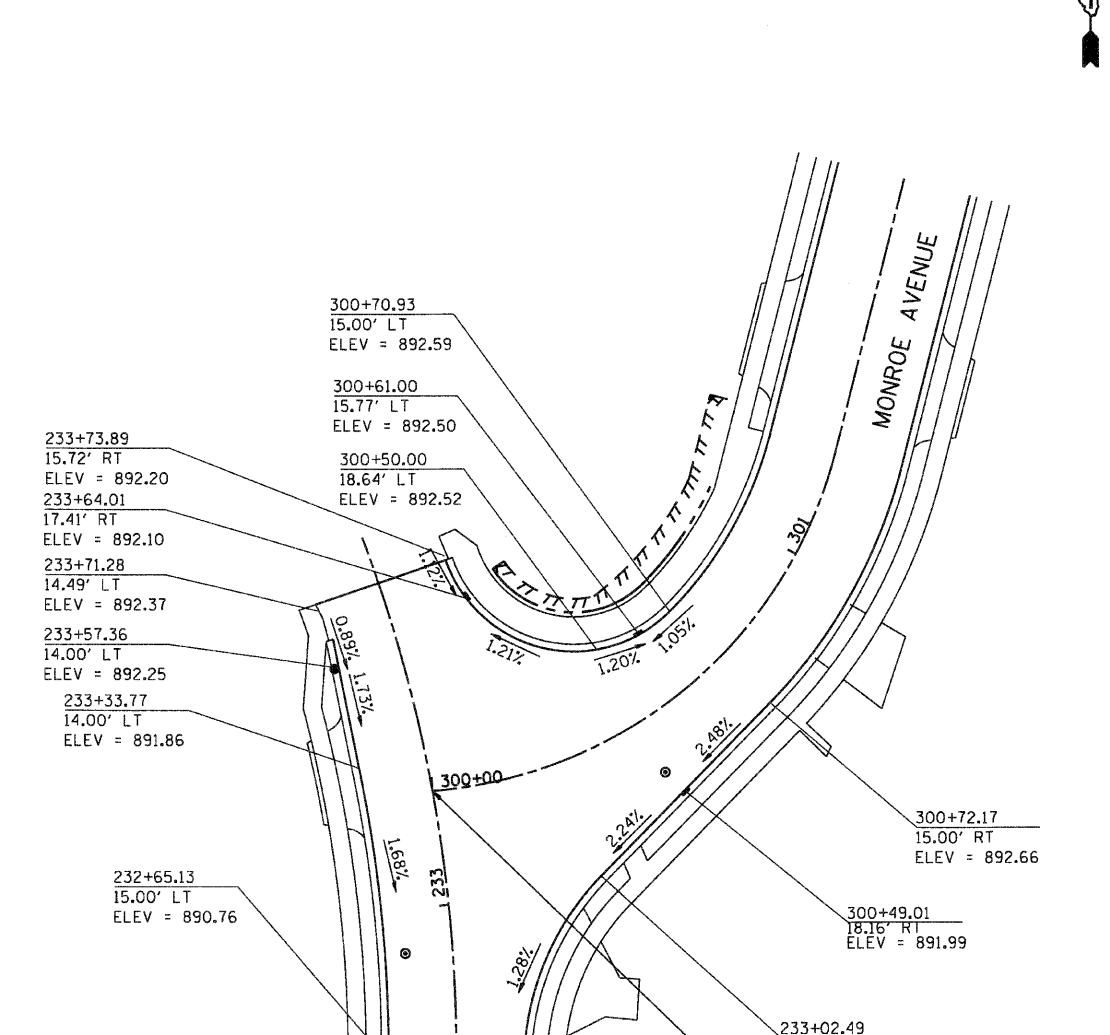 MONROE AVENUE
300+70.93
15.00' LT
ELEV = 892.59
300+61.00
15.77' LT
ELEV = 892.50
300+50.00
18.64' LT
ELEV = 892.52
233+73.89
15.72' RT
ELEV = 892.20
233+64.01
17.41' RT
ELEV = 892.10
233+71.28
14.49' LT
ELEV = 892.37
233+57.36
14.00' LT
ELEV = 892.25
233+33.77
14.00' LT
ELEV = 891.86
232+65.13
15.00' LT
ELEV = 890.76
301
1.21%
1.20%
1.05%
0.89%
1.73%
300+00
2.48%
2.24%
1.68%
233
1.28%
300+72.17
15.00' RT
ELEV = 892.66
300+49.01
18.16' RT
ELEV = 891.99
233+02.49